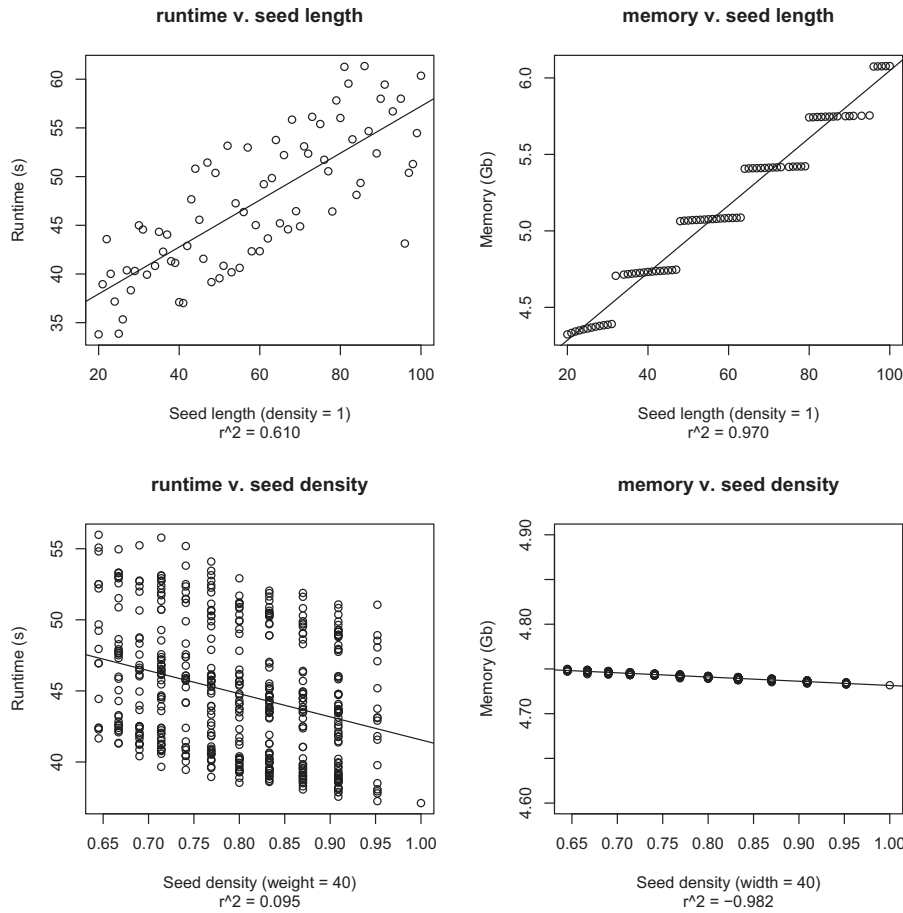 runtime v. seed length
Runtime (s)
60
55
50
45
40
35
20 40 60 80 100
Seed length (density = 1)
r^2 = 0.610
memory v. seed length
Memory (Gb)
6.0
5.5
5.0
4.5
20 40 60 80 100
Seed length (density = 1)
r^2 = 0.970
runtime v. seed density
Runtime (s)
55
50
45
40
0.65 0.70 0.75 0.80 0.85 0.90 0.95 1.00
Seed density (weight = 40)
r^2 = 0.095
memory v. seed density
Memory (Gb)
4.90
4.80
4.70
4.60
0.65 0.70 0.75 0.80 0.85 0.90 0.95 1.00
Seed density (width = 40)
r^2 = −0.982